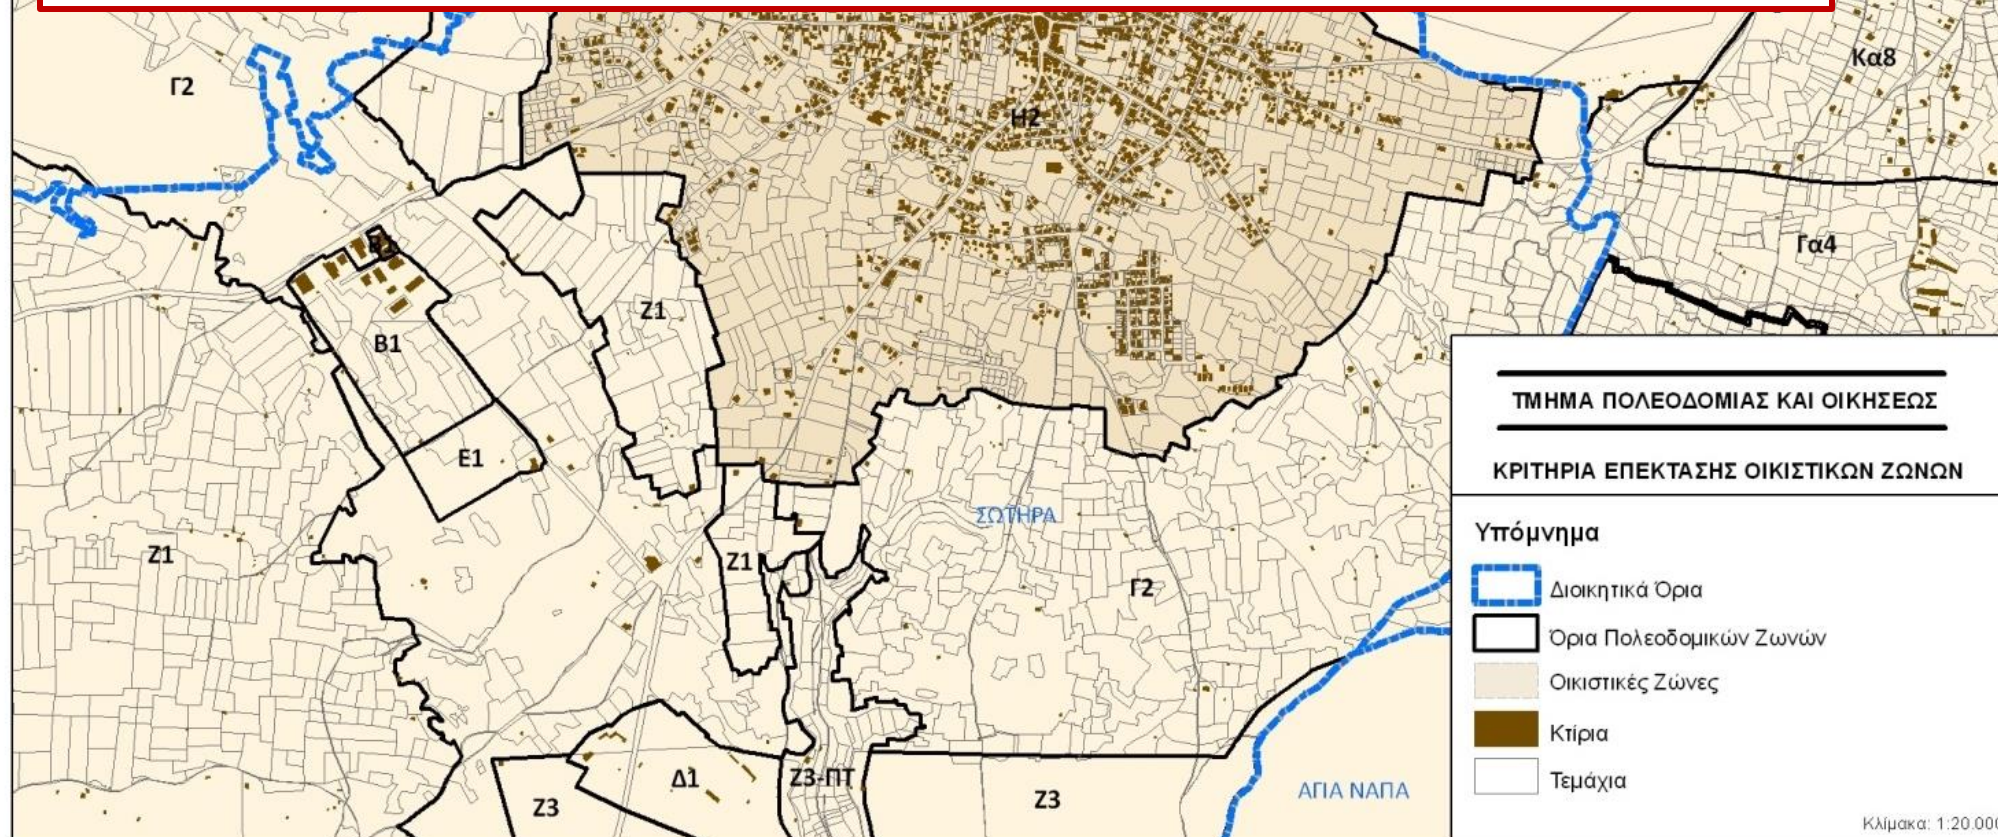 Γ2
Κα8
Η2
Γα4
Ζ1
Β1
Ε1
Ζ1
Ζ1
ΣΩΤΗΡΑ
Γ2
Δ1
Ζ3-ΠΤ
Ζ3
Ζ3
ΑΓΙΑ ΝΑΠΑ
ΤΜΗΜΑ ΠΟΛΕΟΔΟΜΙΑΣ ΚΑΙ ΟΙΚΗΣΕΩΣ
ΚΡΙΤΗΡΙΑ ΕΠΕΚΤΑΣΗΣ ΟΙΚΙΣΤΙΚΩΝ ΖΩΝΩΝ
Υπόμνημα
Διοικητικά Όρια
Όρια Πολεοδομικών Ζωνών
Οικιστικές Ζώνες
Κτίρια
Τεμάχια